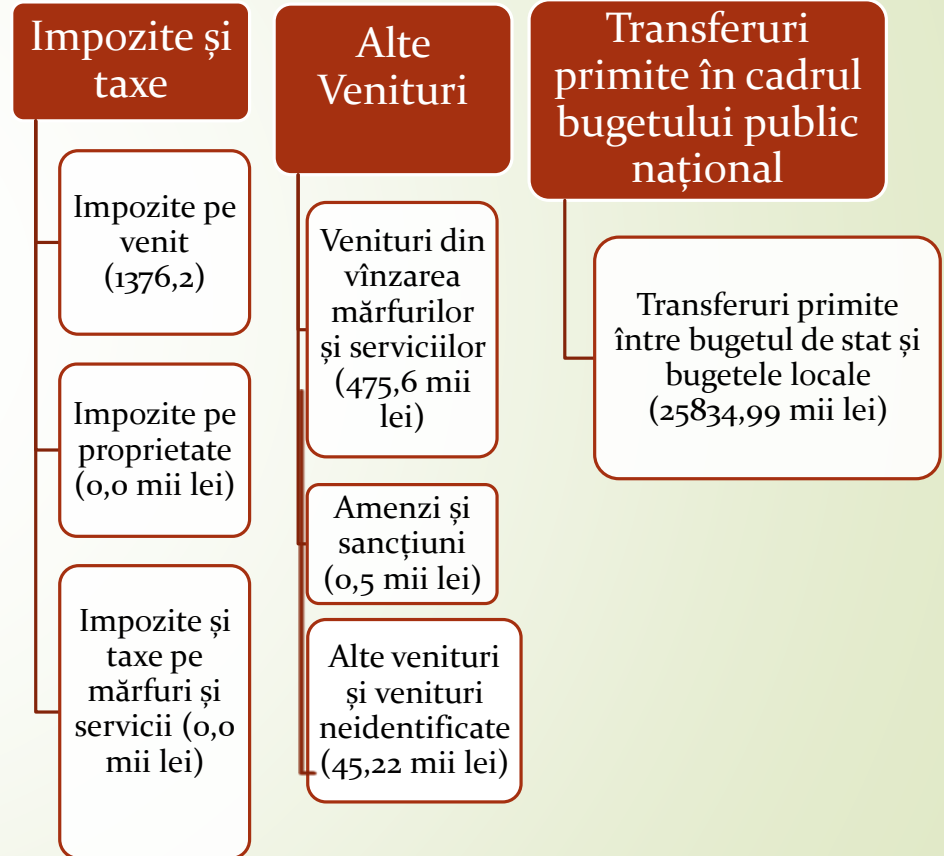 Impozite și
taxe
Impozite pe
venit
(1376,2)
Impozite pe
proprietate
(0,0 mii lei)
Impozite și
taxe pe
mărfuri și
servicii (0,0
mii lei)
Alte
Venituri
Venituri din
vînzarea
mărfurilor
și serviciilor
(475,6 mii
lei)
Amenzi și
sancțiuni
(0,5 mii lei)
Alte venituri
și venituri
neidentificate
(45,22 mii lei)
Transferuri
primite în cadrul
bugetului public
național
Transferuri primite
între bugetul de stat și
bugetele locale
(25834,99 mii lei)